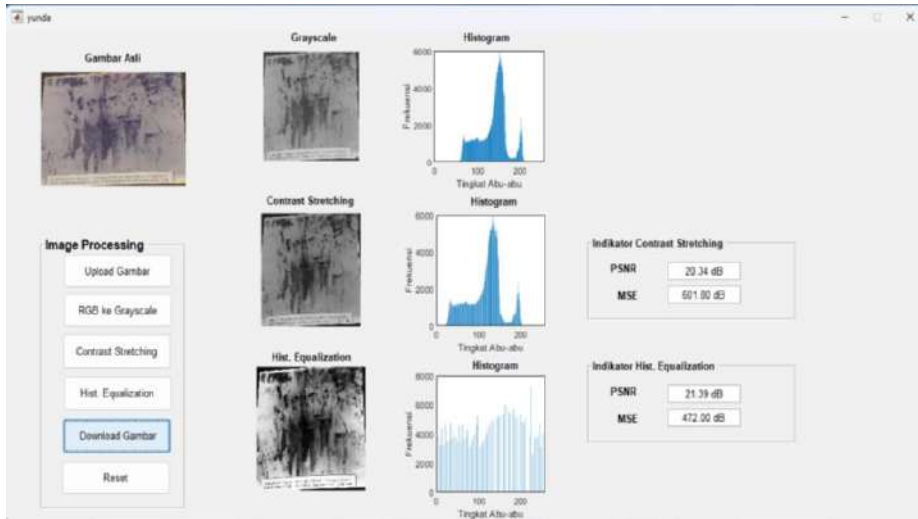 yunda
Gambar Asli
Grayscale
Histogram
Frekuensi
6000
4000
2000
0
0 100 200
Tingkat Abu-abu
Contrast Stretching
Histogram
Frekuensi
6000
4000
2000
0
0 100 200
Tingkat Abu-abu
Hist. Equalization
Histogram
Frekuensi
8000
6000
4000
2000
0
0 100 200
Tingkat Abu-abu
Image Processing
Upload Gambar
RGB ke Grayscale
Contrast Stretching
Hist. Equalization
Download Gambar
Reset
Indikator Contrast Stretching
PSNR 20.34 dB
MSE 601.80 dB
Indikator Hist. Equalization
PSNR 21.39 dB
MSE 472.00 dB